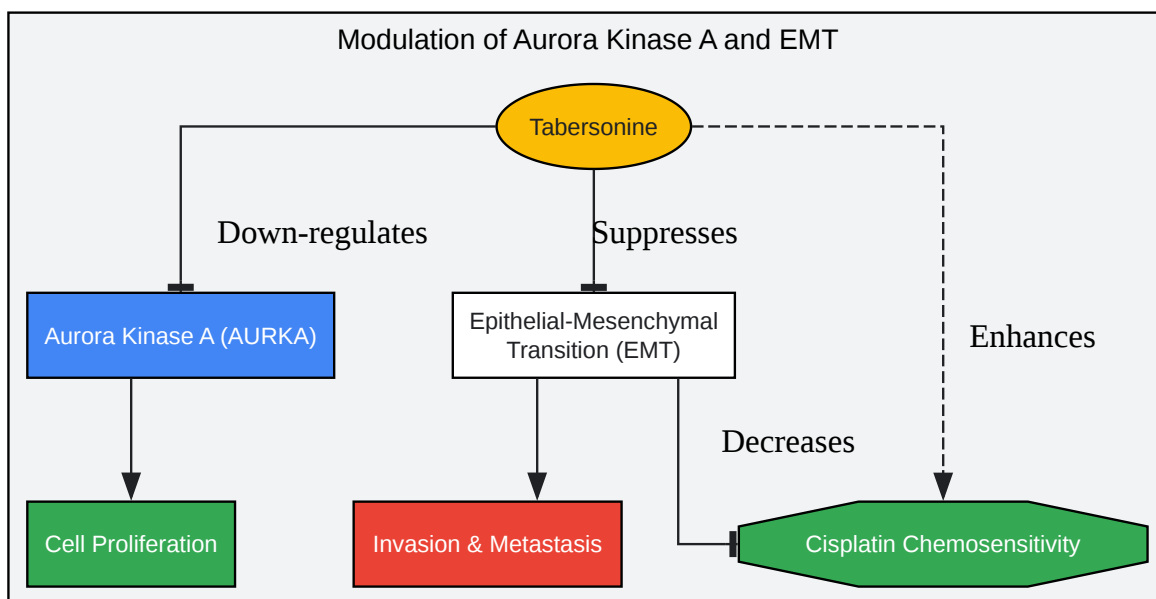 Modulation of Aurora Kinase A and EMT
Tabersonine
Down-regulates
Suppresses
Aurora Kinase A (AURKA)
Epithelial-Mesenchymal
Transition (EMT)
Enhances
Decreases
Cell Proliferation
Invasion & Metastasis
Cisplatin Chemosensitivity